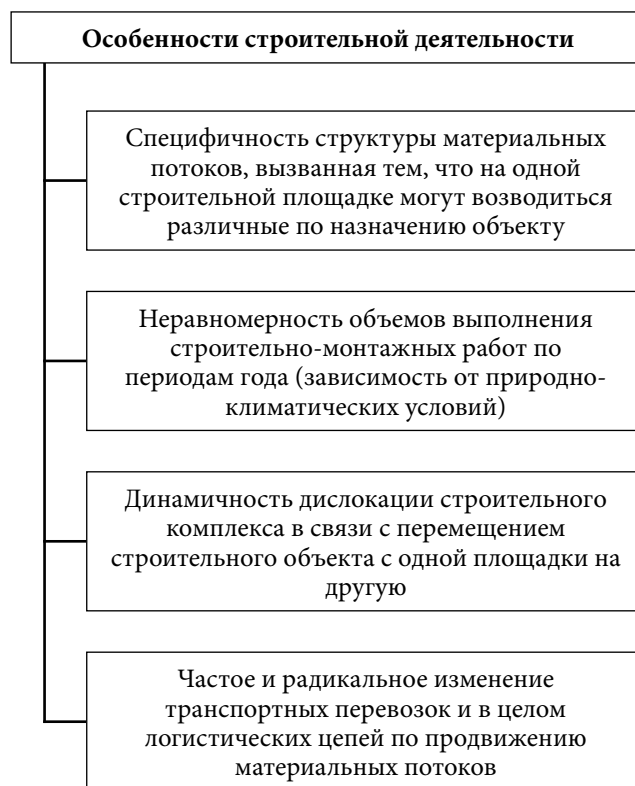 Особенности строительной деятельности
Специфичность структуры материальных
потоков, вызванная тем, что на одной
строительной площадке могут возводиться
различные по назначению объекту
Неравномерность объемов выполнения
строительно-монтажных работ по
периодам года (зависимость от природно-
климатических условий)
Динамичность дислокации строительного
комплекса в связи с перемещением
строительного объекта с одной площадки на
другую
Частое и радикальное изменение
транспортных перевозок и в целом
логистических цепей по продвижению
материальных потоков